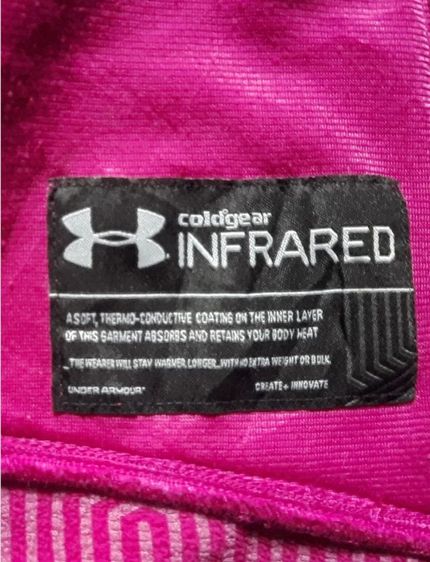 coldgear
INFRARED
A SOFT, THERMO-CONDUCTIVE COATING ON THE INNER LAYER
OF THIS GARMENT ABSORBS AND RETAINS YOUR BODY HEAT
THE WEARER WILL STAY WARMER, LONGER, WITH NO EXTRA WEIGHT OR BULK.
UNDER ARMOUR® CREATE + INNOVATE